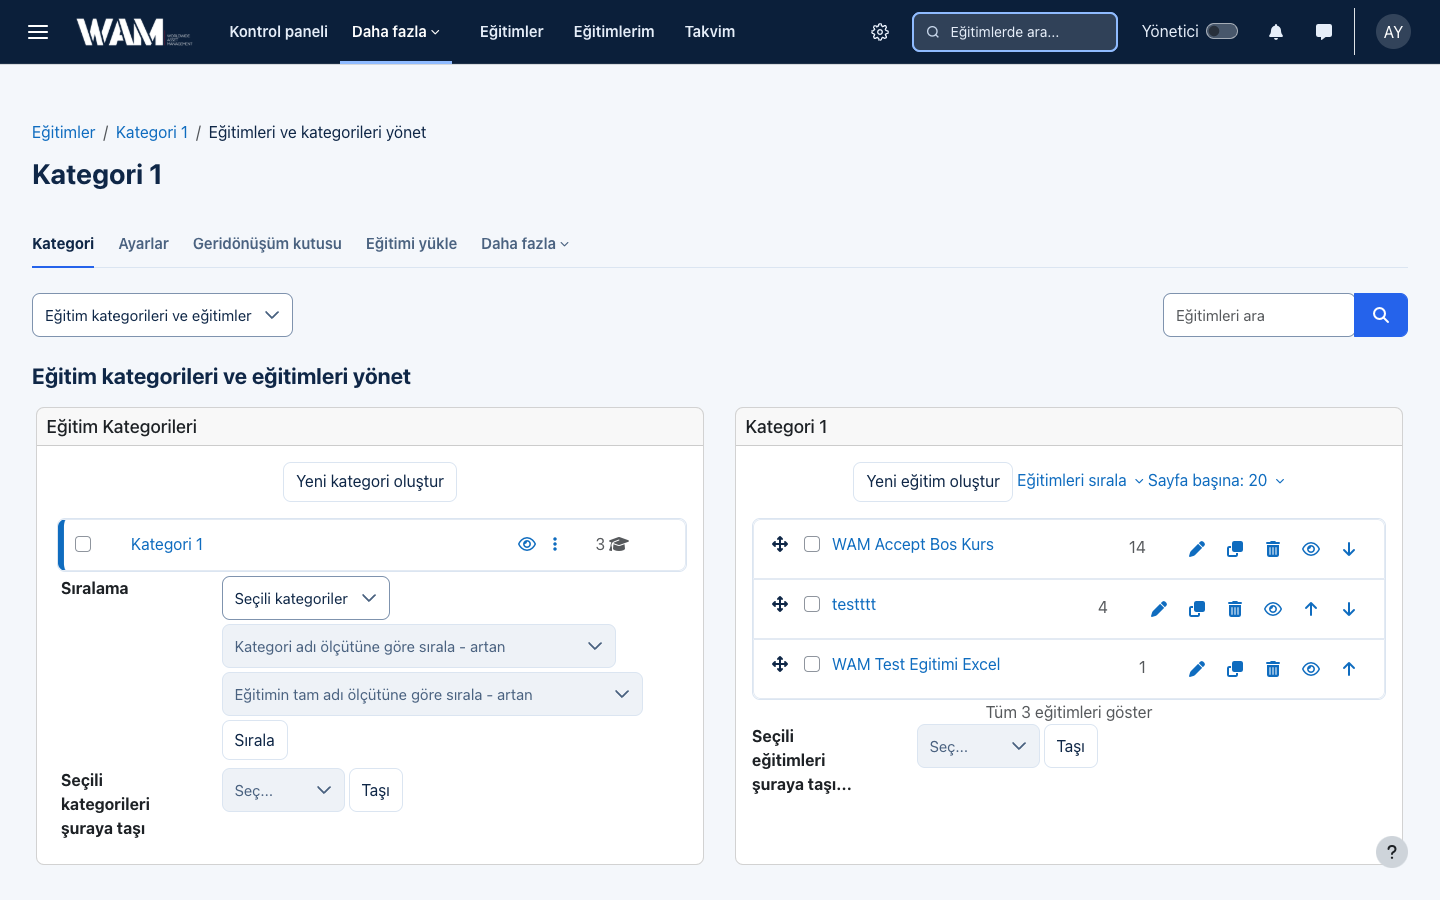 WAM
Kontrol paneli
Daha fazla
Eğitimler
Eğitimlerim
Takvim
Eğitimlerde ara...
Yönetici
AY
Eğitimler / Kategori 1 / Eğitimleri ve kategorileri yönet
Kategori 1
Kategori
Ayarlar
Geridönüşüm kutusu
Eğitimi yükle
Daha fazla
Eğitim kategorileri ve eğitimler
Eğitimleri ara
Eğitim kategorileri ve eğitimleri yönet
Eğitim Kategorileri
Yeni kategori oluştur
Kategori 1
3
Sıralama
Seçili kategoriler
Kategori adı ölçütüne göre sırala - artan
Eğitimin tam adı ölçütüne göre sırala - artan
Sırala
Seçili
kategorileri
şuraya taşı
Seç...
Taşı
Kategori 1
Yeni eğitim oluştur
Eğitimleri sırala
Sayfa başına: 20
WAM Accept Bos Kurs
14
testttt
4
WAM Test Egitimi Excel
1
Tüm 3 eğitimleri göster
Seçili
eğitimleri
şuraya taşı...
Seç...
Taşı
?